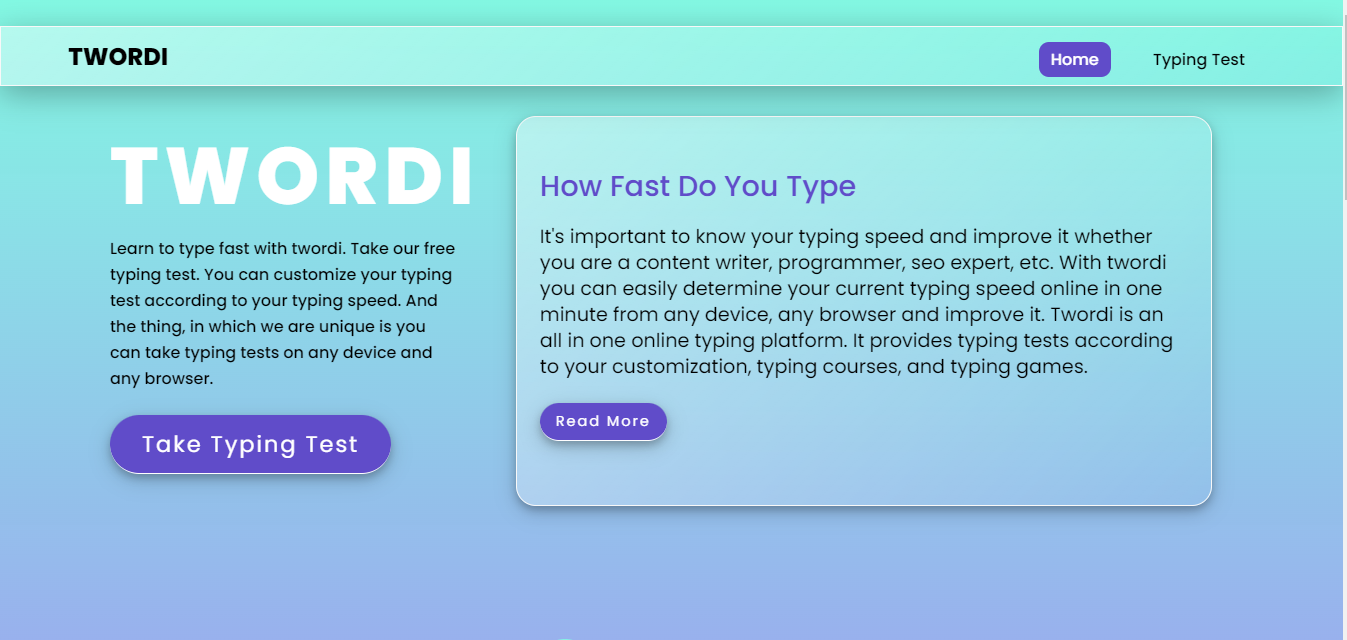 TWORDI
Home
Typing Test
TWORDI
Learn to type fast with twordi. Take our free
typing test. You can customize your typing
test according to your typing speed. And
the thing, in which we are unique is you
can take typing tests on any device and
any browser.
Take Typing Test
How Fast Do You Type
It's important to know your typing speed and improve it whether
you are a content writer, programmer, seo expert, etc. With twordi
you can easily determine your current typing speed online in one
minute from any device, any browser and improve it. Twordi is an
all in one online typing platform. It provides typing tests according
to your customization, typing courses, and typing games.
Read More